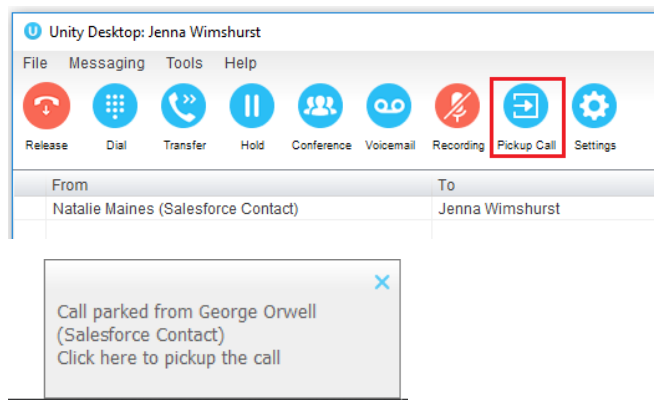 Unity Desktop: Jenna Wimshurst
File Messaging Tools Help
Release Dial Transfer Hold Conference Voicemail Recording Pickup Call Settings
From To
Natalie Maines (Salesforce Contact) Jenna Wimshurst
Call parked from George Orwell
(Salesforce Contact)
Click here to pickup the call